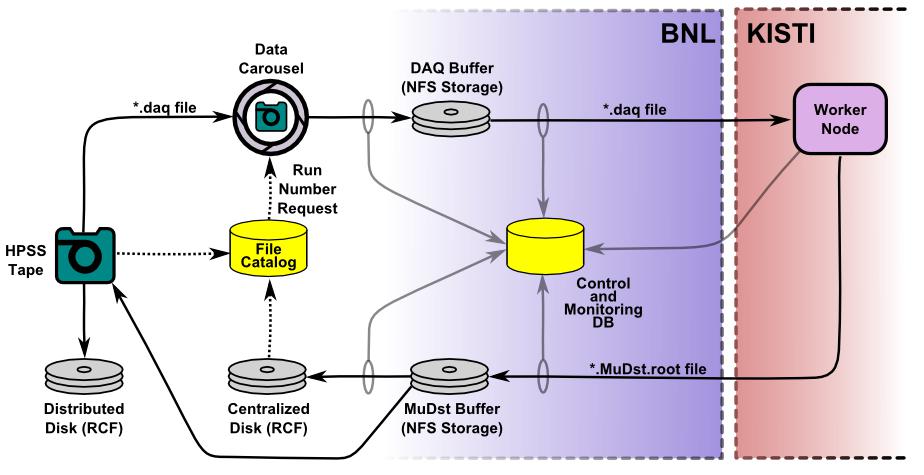 BNL
KISTI
Data
Carousel
DAQ Buffer
(NFS Storage)
*.daq file
*.daq file
Worker
Node
Run
Number
Request
HPSS
Tape
File
Catalog
Control
and
Monitoring
DB
*.MuDst.root file
Distributed
Disk (RCF)
Centralized
Disk (RCF)
MuDst Buffer
(NFS Storage)